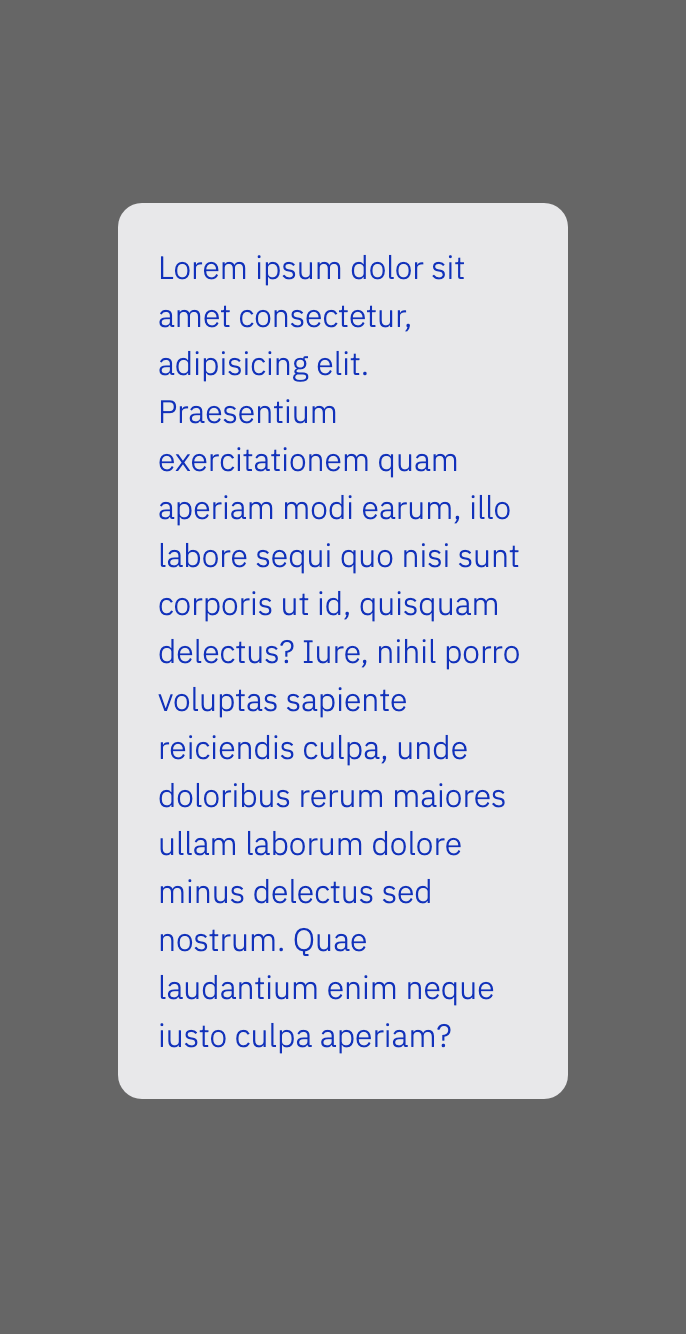 Lorem ipsum dolor sit
amet consectetur,
adipisicing elit.
Praesentium
exercitationem quam
aperiam modi earum, illo
labore sequi quo nisi sunt
corporis ut id, quisquam
delectus? Iure, nihil porro
voluptas sapiente
reiciendis culpa, unde
doloribus rerum maiores
ullam laborum dolore
minus delectus sed
nostrum. Quae
laudantium enim neque
iusto culpa aperiam?